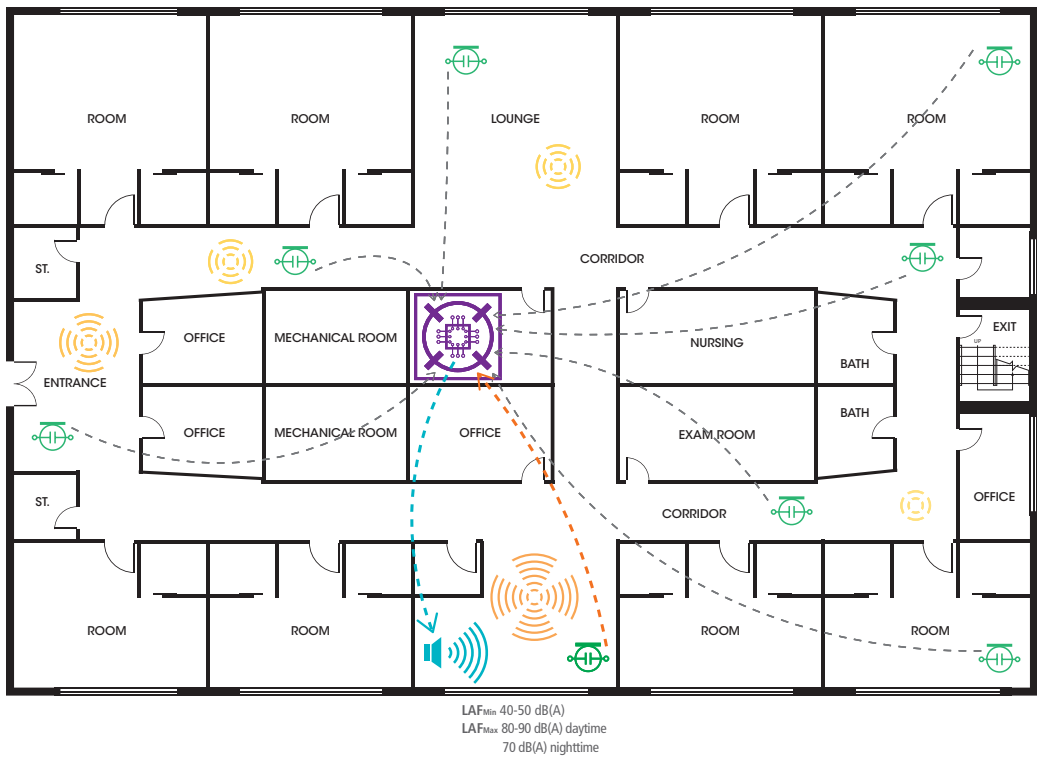 ROOM
ROOM
LOUNGE
ROOM
ROOM
CORRIDOR
ST.
OFFICE
MECHANICAL ROOM
NURSING
EXIT
UP
BATH
ENTRANCE
BATH
OFFICE
MECHANICAL ROOM
OFFICE
EXAM ROOM
ST.
OFFICE
CORRIDOR
ROOM
ROOM
ROOM
ROOM
LAFMin 40-50 dB(A)
LAFMax 80-90 dB(A) daytime
70 dB(A) nighttime